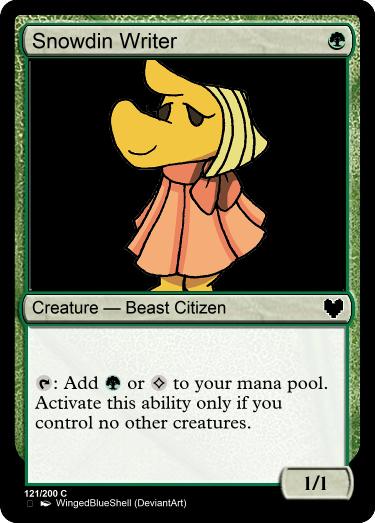 Snowdin Writer
Creature — Beast Citizen
: Add or to your mana pool.
Activate this ability only if you
control no other creatures.
1/1
121/200 C
WingedBlueShell (DeviantArt)